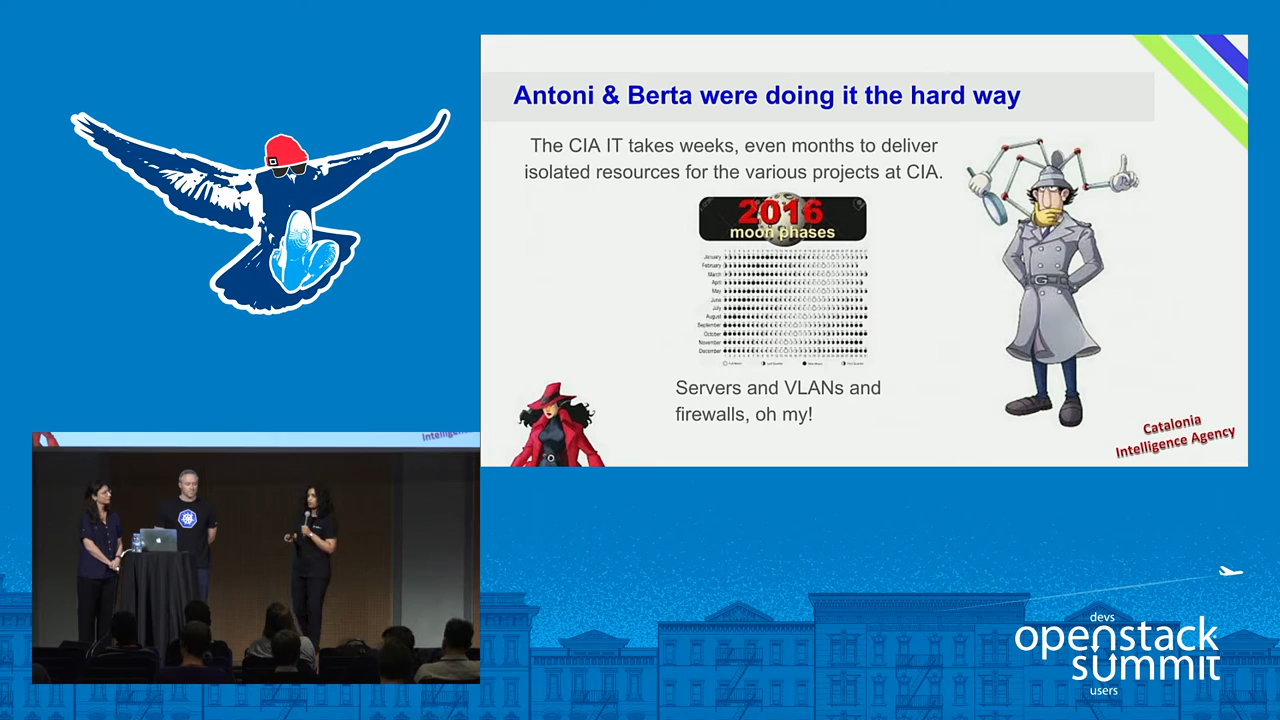 Antoni & Berta were doing it the hard way
The CIA IT takes weeks, even months to deliver
isolated resources for the various projects at CIA.
2016
moon phases
January
February
March
April
May
June
July
August
September
October
November
December
Servers and VLANs and
firewalls, oh my!
Catalonia
Intelligence Agency
devs
openstack
summit
users